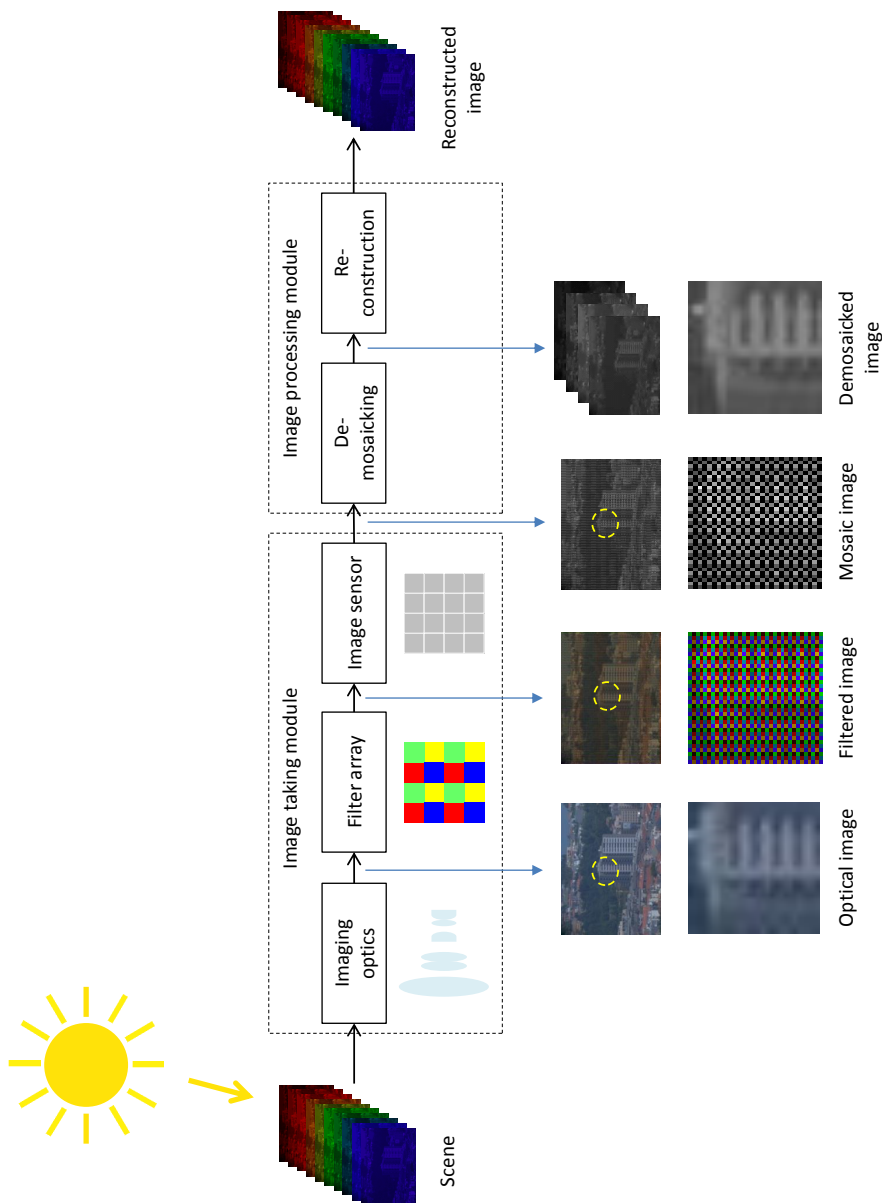 Image taking module
Image processing module
Imaging
optics
Filter array
Image sensor
De-
mosaicking
Re-
construction
Scene
Reconstructed
image
Optical image
Filtered image
Mosaic image
Demosaicked
image